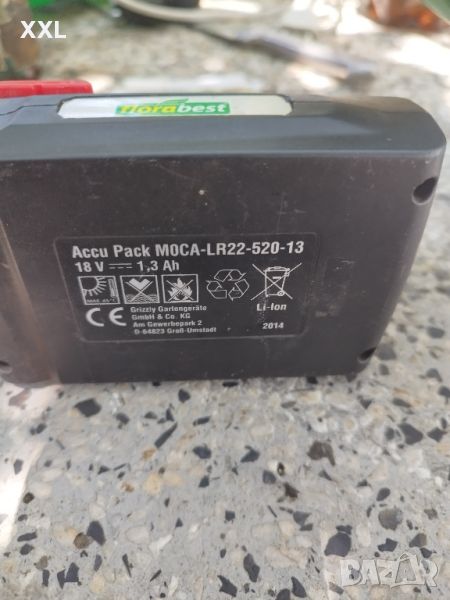 XXL
florabest
Accu Pack MOCA-LR22-520-13
18 V 1,3 Ah
MAX. 45°C
Grizzly Gartengeräte
GmbH & Co KG
Am Gewerbepark 2
D-64823 Groß-Umstadt
CE
Li-Ion
2014
BAZAR